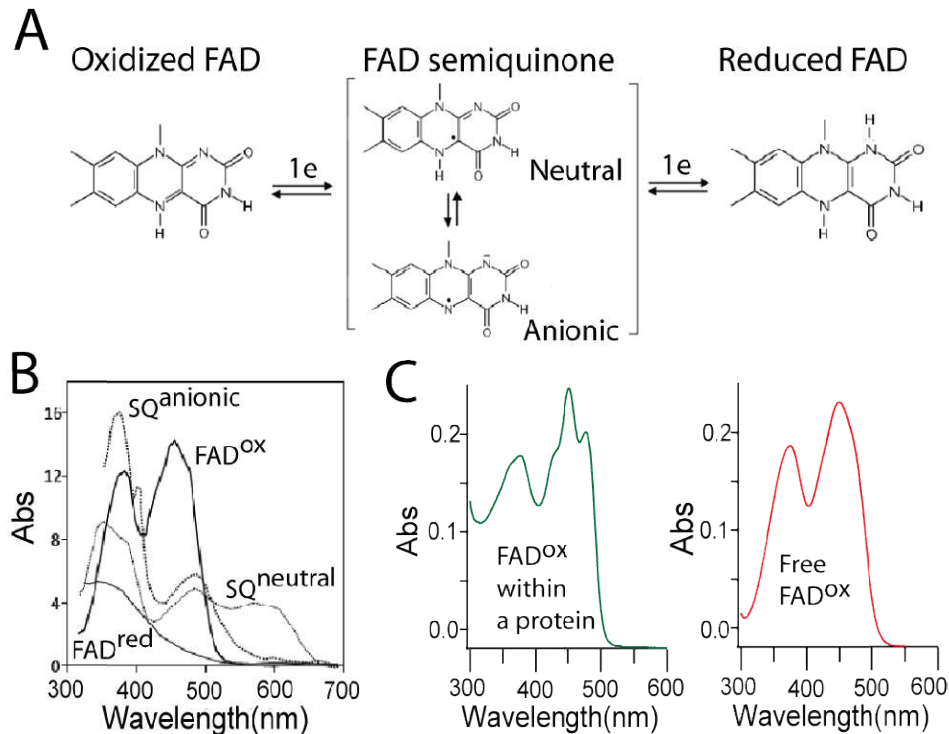 A
Oxidized FAD
FAD semiquinone
Reduced FAD
N
N
O
N
H
N
H
O
1e
N
N
O
N
H
N
H
O
Neutral
N
N
O
N
H
N
O
Anionic
1e
H
N
N
O
N
H
N
H
O
B
16
12
8
4
0
Abs
SQanionic
FADox
SQneutral
FADred
300 400 500 600 700
Wavelength(nm)
C
0.2
0.1
0.0
Abs
FADox
within
a protein
300 400 500 600
Wavelength(nm)
0.2
0.1
0.0
Abs
Free
FADox
300 400 500 600
Wavelength(nm)